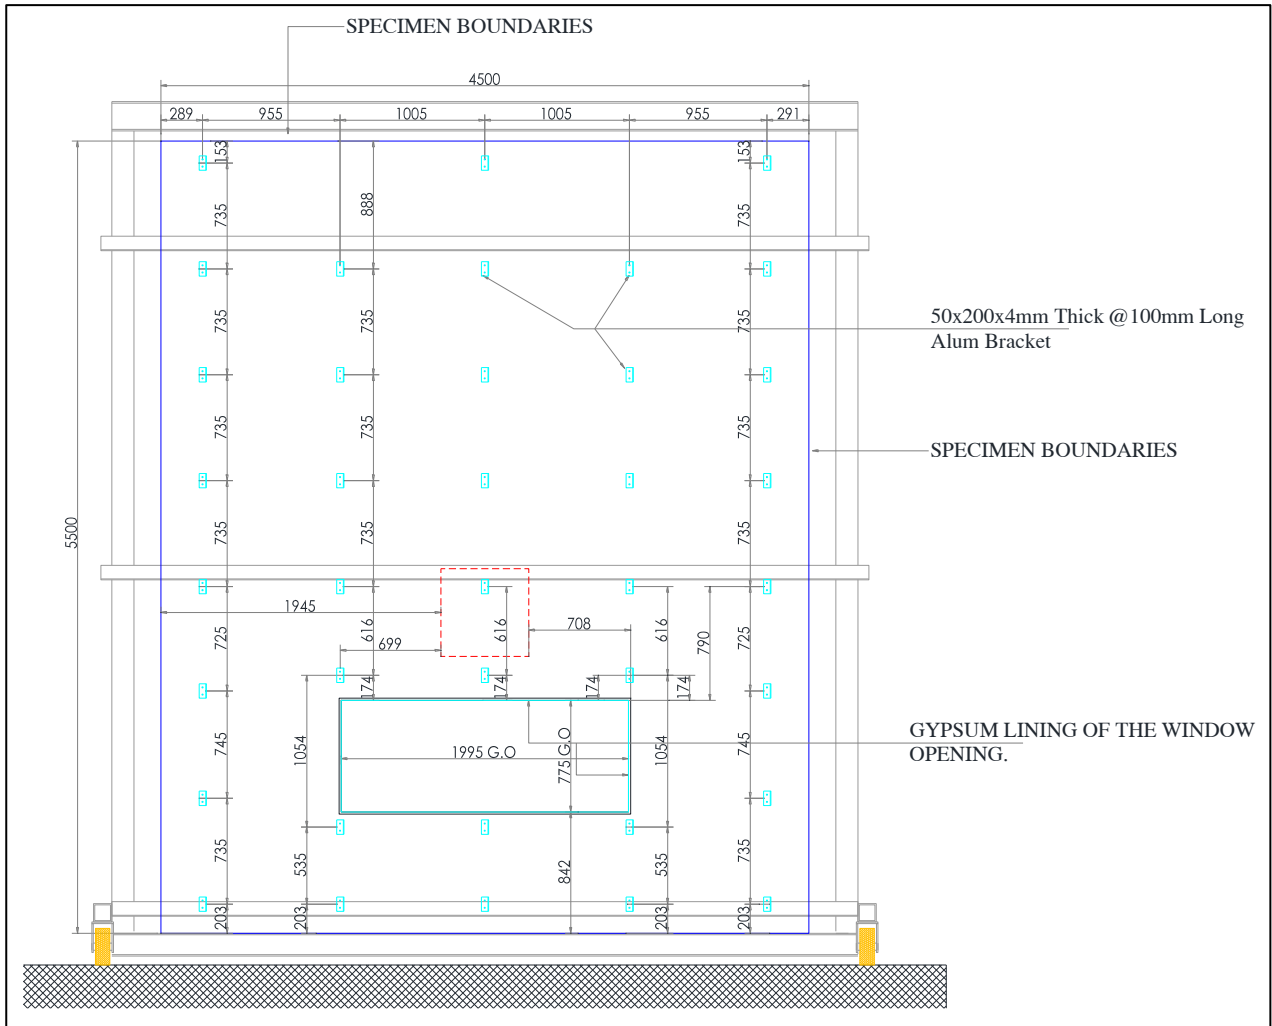 SPECIMEN BOUNDARIES
4500
289 955 1005 1005 955 291
153 153
735 888 735
735 735 735
50x200x4mm Thick @100mm Long
Alum Bracket
735 735 735
SPECIMEN BOUNDARIES
5500
735 735 735
1945
725 616 616 708 616 790 725
699
174 174 174 174
GYPSUM LINING OF THE WINDOW
OPENING.
745 1054 1995 G.O 775 G.O 1054 745
735 535 842 535 735
203 203 203 203